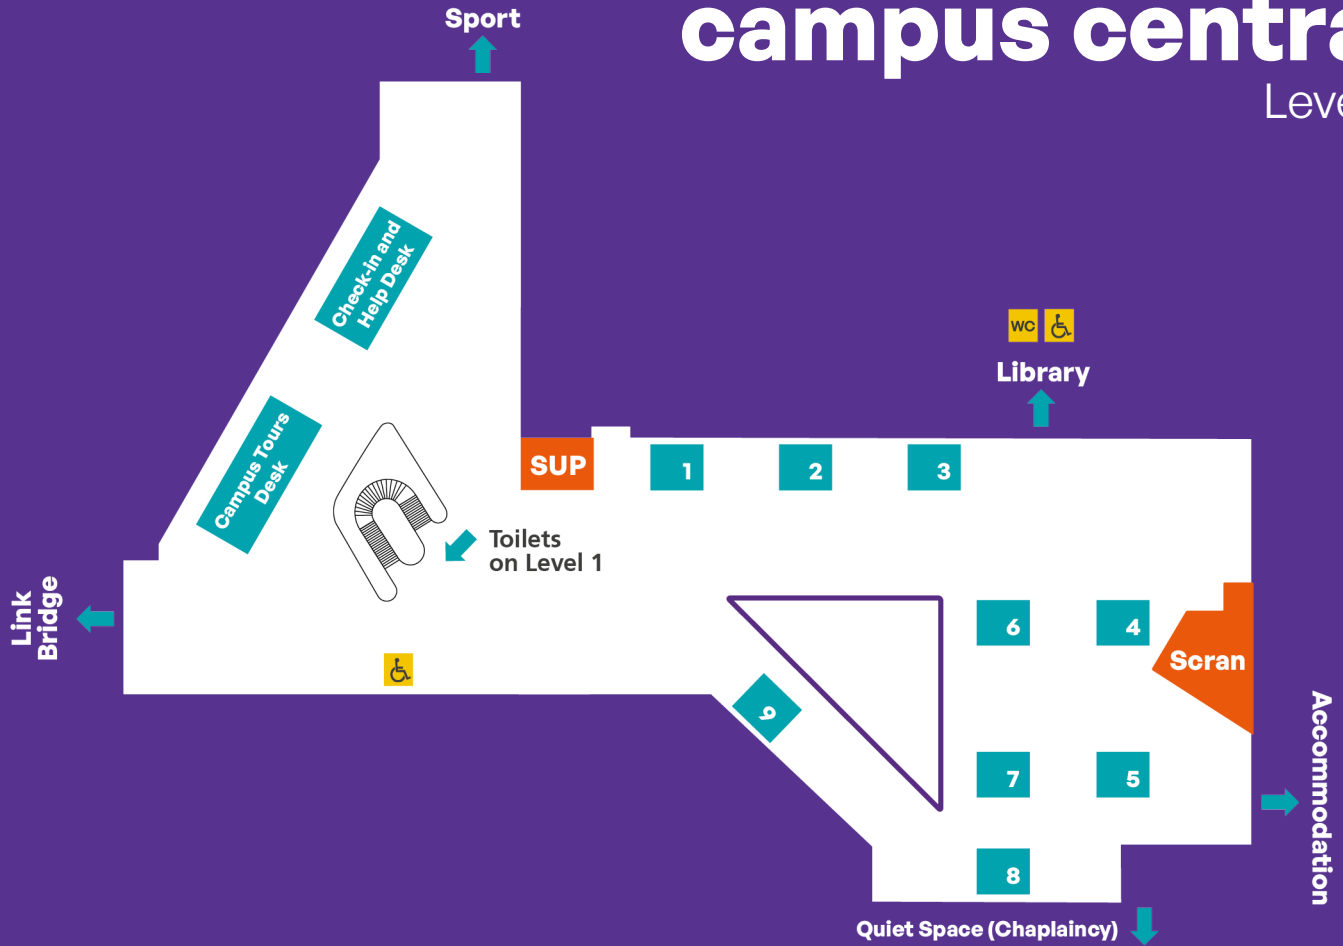 Sport
campus centra
Leve
Check-in and
Help Desk
WC
Library
Campus Tours
Desk
SUP
1
2
3
Toilets
on Level 1
Link
Bridge
6
4
Scran
9
7
5
Accommodation
8
Quiet Space (Chaplaincy)